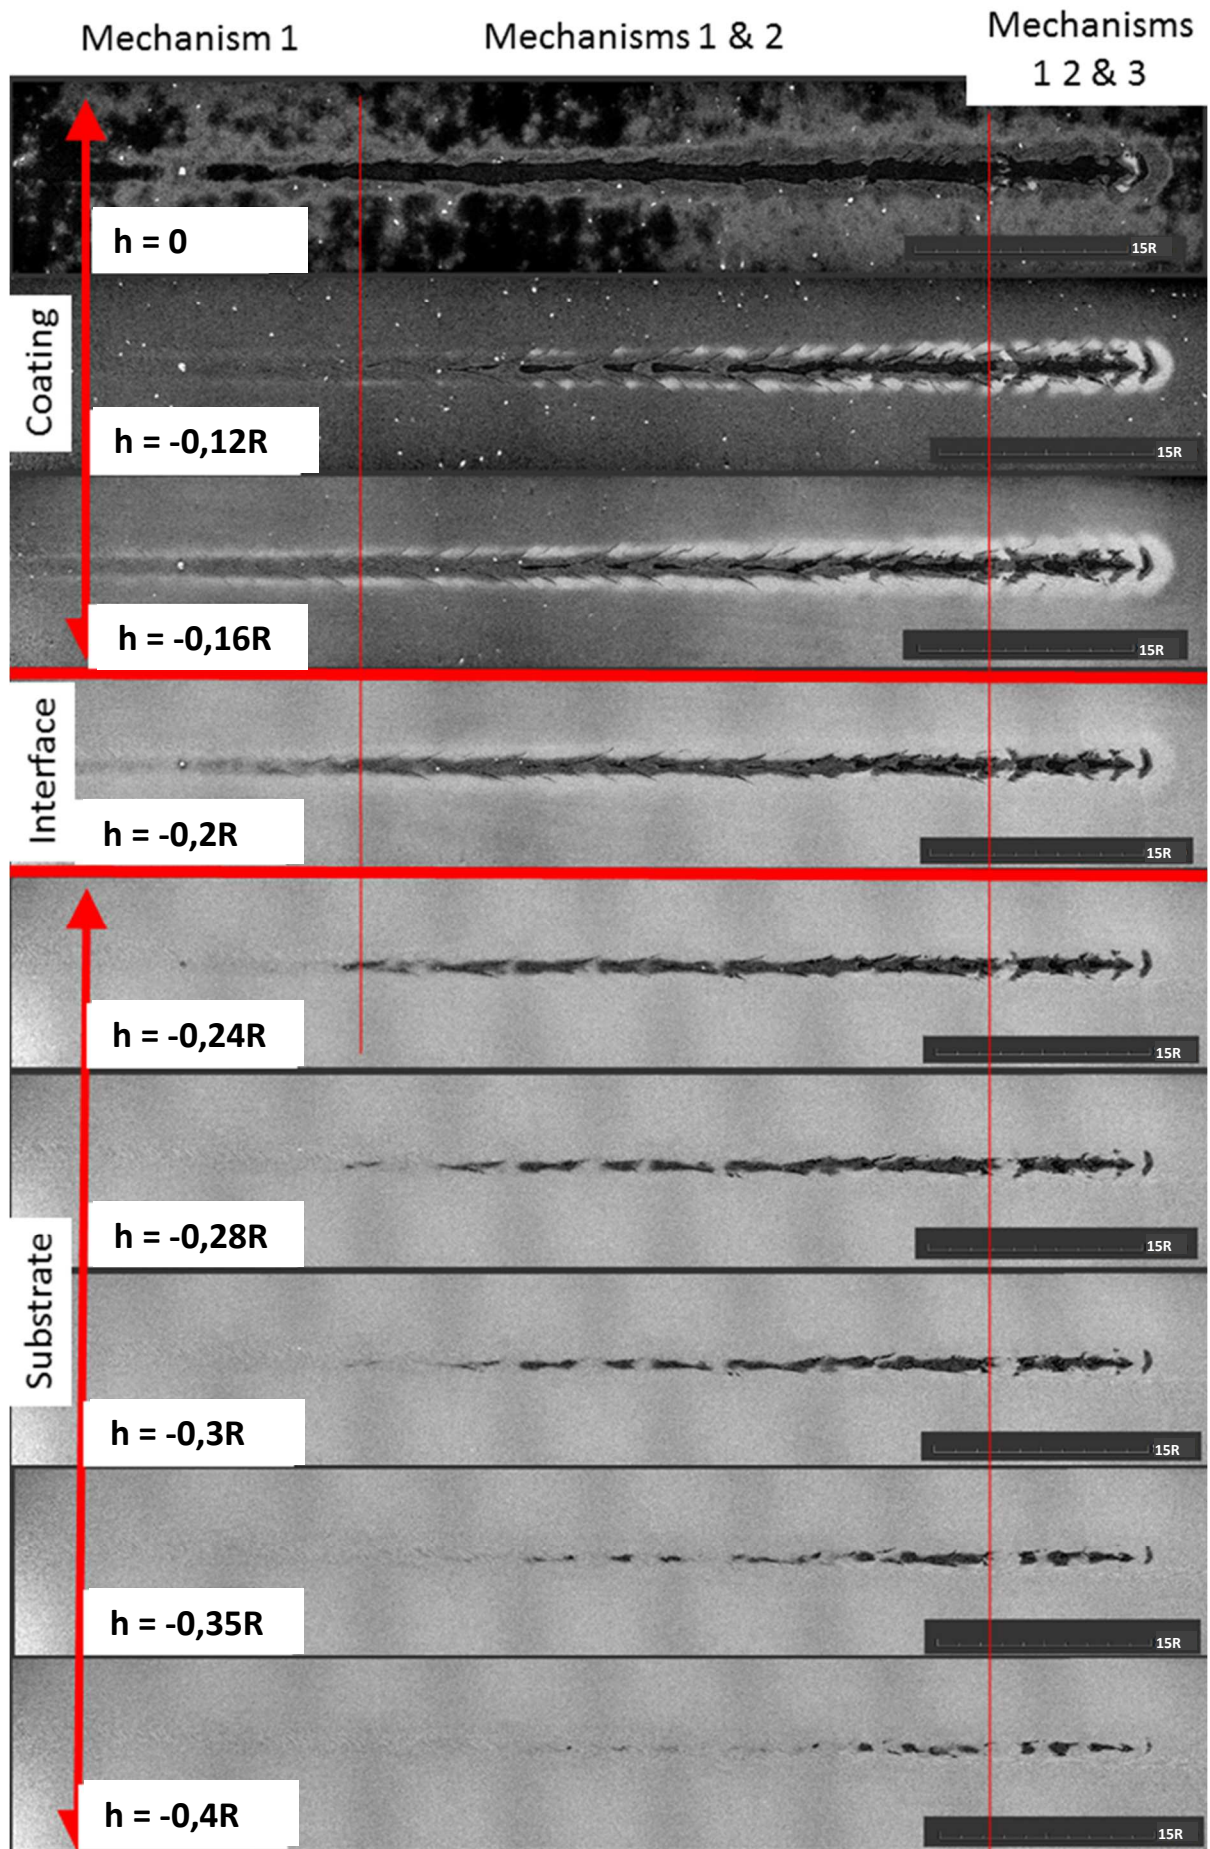 Mechanism 1
Mechanisms 1 & 2
Mechanisms
1 2 & 3
h = 0
15R
Coating
h = -0,12R
15R
h = -0,16R
15R
Interface
h = -0,2R
15R
h = -0,24R
15R
Substrate
h = -0,28R
15R
h = -0,3R
15R
h = -0,35R
15R
h = -0,4R
15R